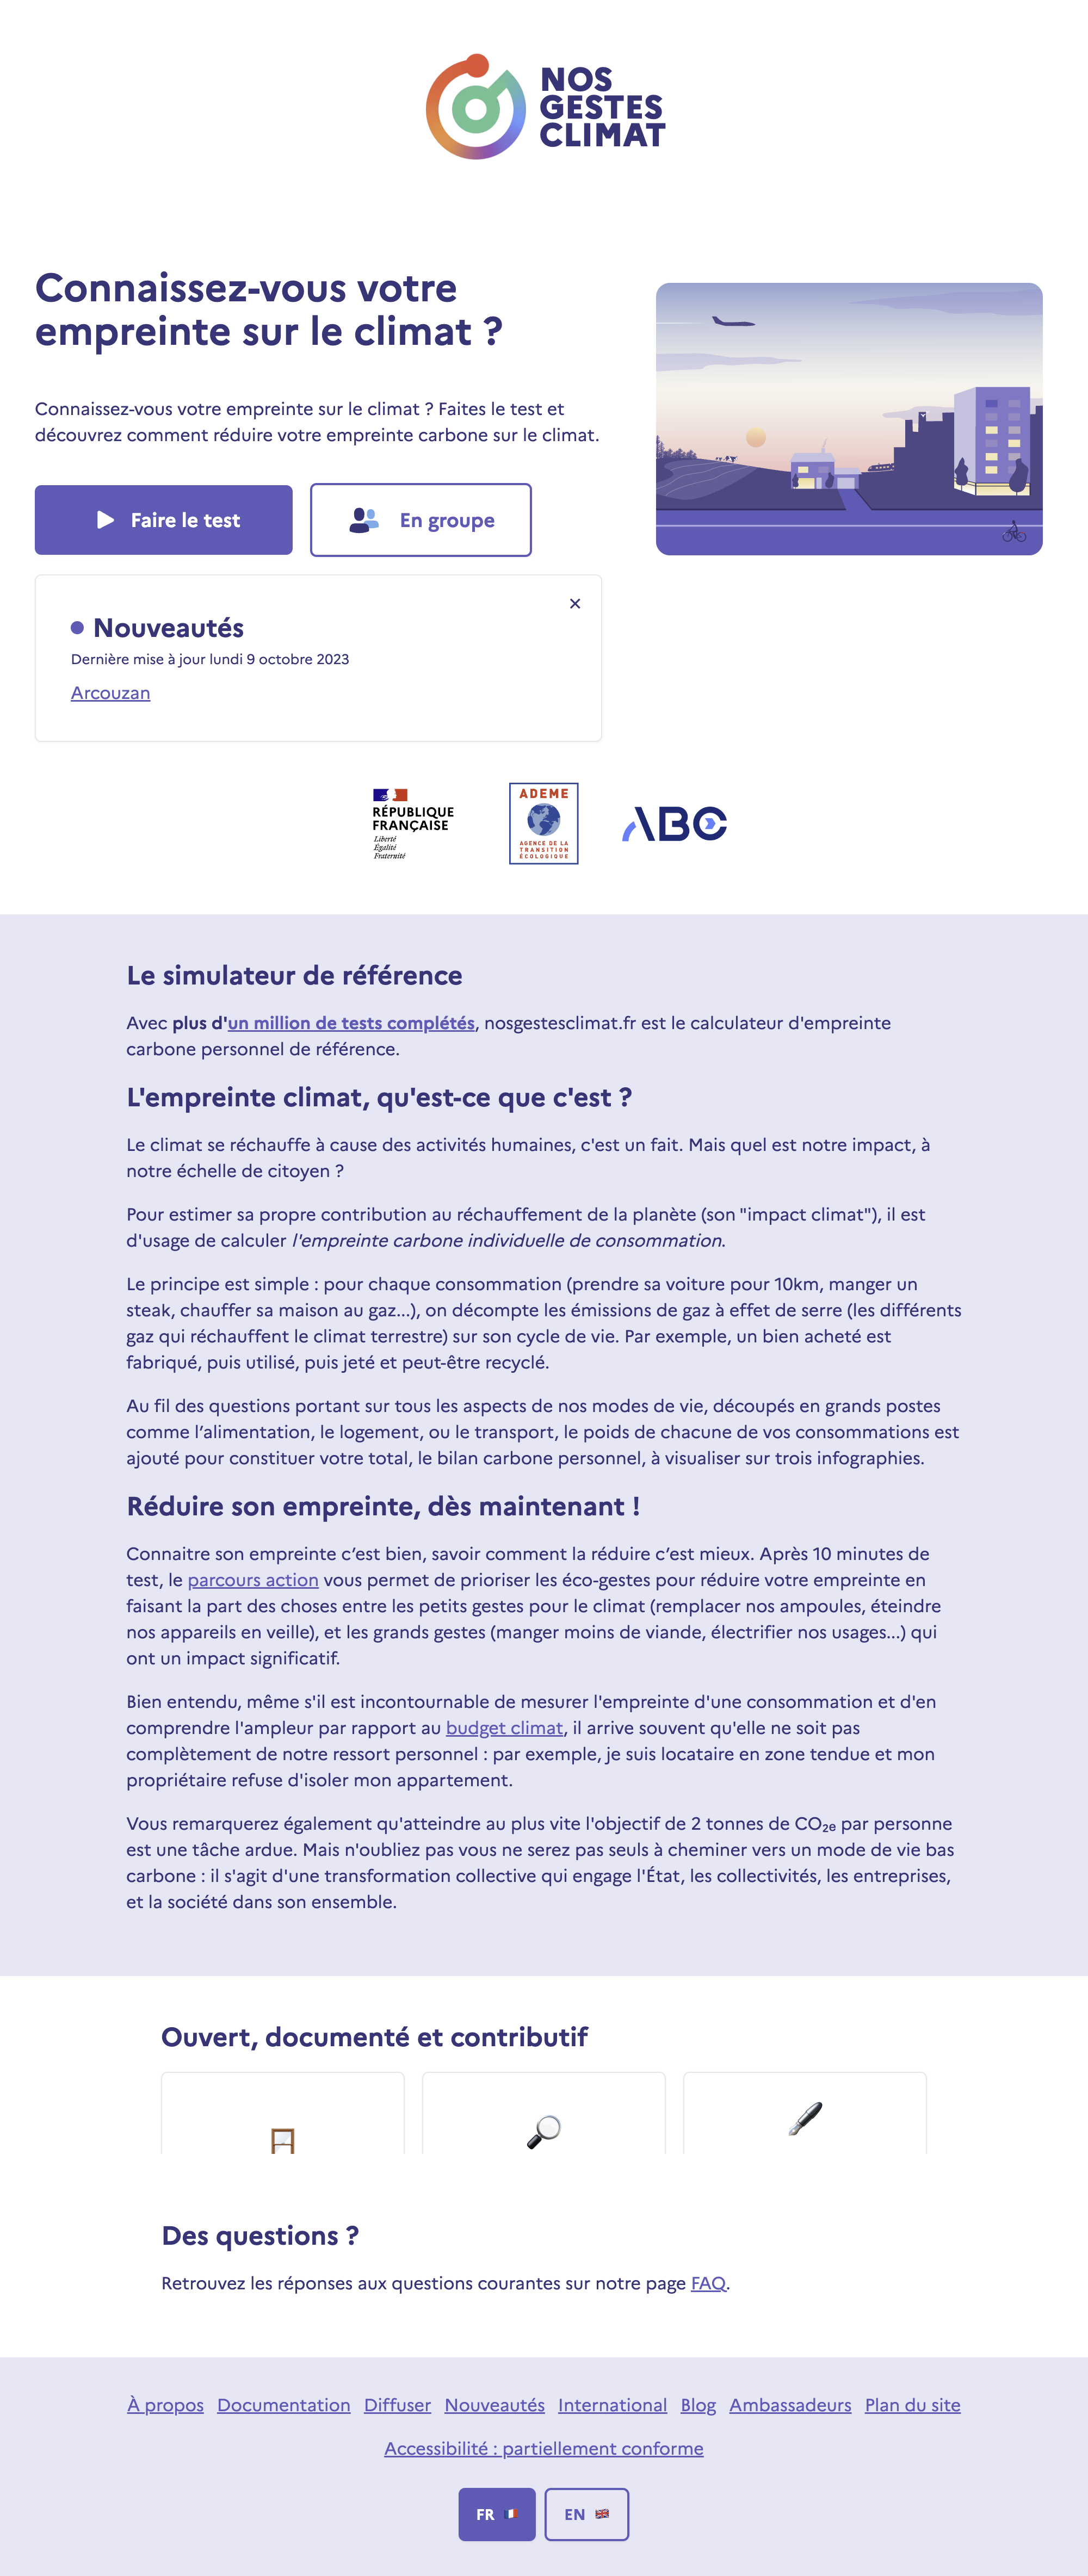 NOS
GESTES
CLIMAT
Connaissez-vous votre
empreinte sur le climat ?
Connaissez-vous votre empreinte sur le climat ? Faites le test et
découvrez comment réduire votre empreinte carbone sur le climat.
Faire le test
En groupe
Nouveautés
Dernière mise à jour lundi 9 octobre 2023
Arcouzan
RÉPUBLIQUE
FRANÇAISE
Liberté
Égalité
Fraternité
ADEME
AGENCE DE LA
TRANSITION
ÉCOLOGIQUE
ABC
Le simulateur de référence
Avec plus d'un million de tests complétés, nosgestesclimat.fr est le calculateur d'empreinte
carbone personnel de référence.
L'empreinte climat, qu'est-ce que c'est ?
Le climat se réchauffe à cause des activités humaines, c'est un fait. Mais quel est notre impact, à
notre échelle de citoyen ?
Pour estimer sa propre contribution au réchauffement de la planète (son "impact climat"), il est
d'usage de calculer l'empreinte carbone individuelle de consommation.
Le principe est simple : pour chaque consommation (prendre sa voiture pour 10km, manger un
steak, chauffer sa maison au gaz...), on décompte les émissions de gaz à effet de serre (les différents
gaz qui réchauffent le climat terrestre) sur son cycle de vie. Par exemple, un bien acheté est
fabriqué, puis utilisé, puis jeté et peut-être recyclé.
Au fil des questions portant sur tous les aspects de nos modes de vie, découpés en grands postes
comme l’alimentation, le logement, ou le transport, le poids de chacune de vos consommations est
ajouté pour constituer votre total, le bilan carbone personnel, à visualiser sur trois infographies.
Réduire son empreinte, dès maintenant !
Connaitre son empreinte c’est bien, savoir comment la réduire c’est mieux. Après 10 minutes de
test, le parcours action vous permet de prioriser les éco-gestes pour réduire votre empreinte en
faisant la part des choses entre les petits gestes pour le climat (remplacer nos ampoules, éteindre
nos appareils en veille), et les grands gestes (manger moins de viande, électrifier nos usages...) qui
ont un impact significatif.
Bien entendu, même s'il est incontournable de mesurer l'empreinte d'une consommation et d'en
comprendre l'ampleur par rapport au budget climat, il arrive souvent qu'elle ne soit pas
complètement de notre ressort personnel : par exemple, je suis locataire en zone tendue et mon
propriétaire refuse d'isoler mon appartement.
Vous remarquerez également qu'atteindre au plus vite l'objectif de 2 tonnes de CO₂ₑ par personne
est une tâche ardue. Mais n'oubliez pas vous ne serez pas seuls à cheminer vers un mode de vie bas
carbone : il s'agit d'une transformation collective qui engage l'État, les collectivités, les entreprises,
et la société dans son ensemble.
Ouvert, documenté et contributif
Des questions ?
Retrouvez les réponses aux questions courantes sur notre page FAQ.
À propos Documentation Diffuser Nouveautés International Blog Ambassadeurs Plan du site
Accessibilité : partiellement conforme
FR
EN